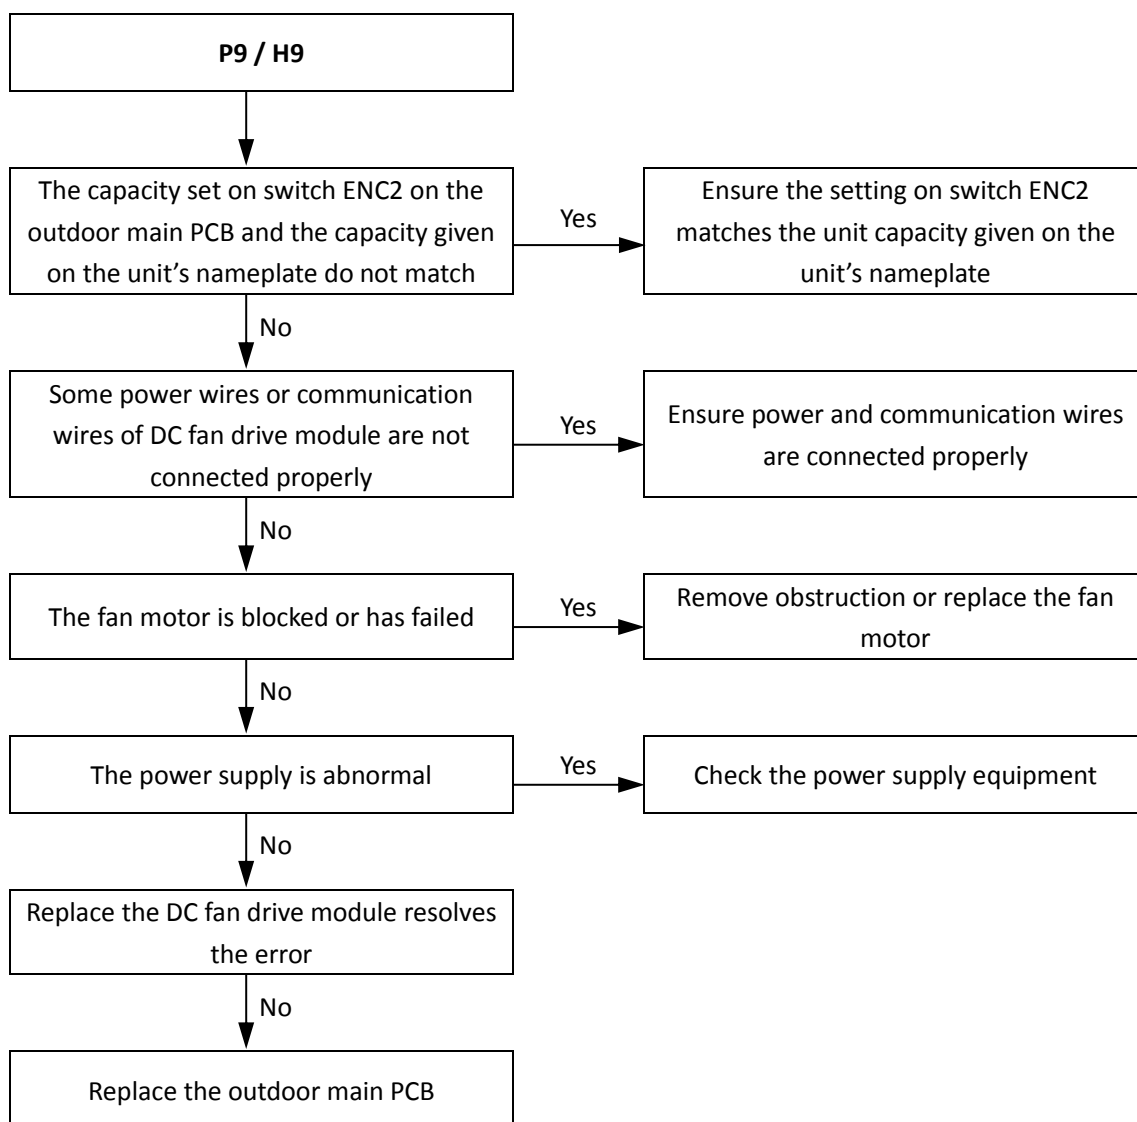 P9 / H9
The capacity set on switch ENC2 on the
outdoor main PCB and the capacity given
on the unit’s nameplate do not match
Yes
Ensure the setting on switch ENC2
matches the unit capacity given on the
unit’s nameplate
No
Some power wires or communication
wires of DC fan drive module are not
connected properly
Yes
Ensure power and communication wires
are connected properly
No
The fan motor is blocked or has failed
Yes
Remove obstruction or replace the fan
motor
No
The power supply is abnormal
Yes
Check the power supply equipment
No
Replace the DC fan drive module resolves
the error
No
Replace the outdoor main PCB